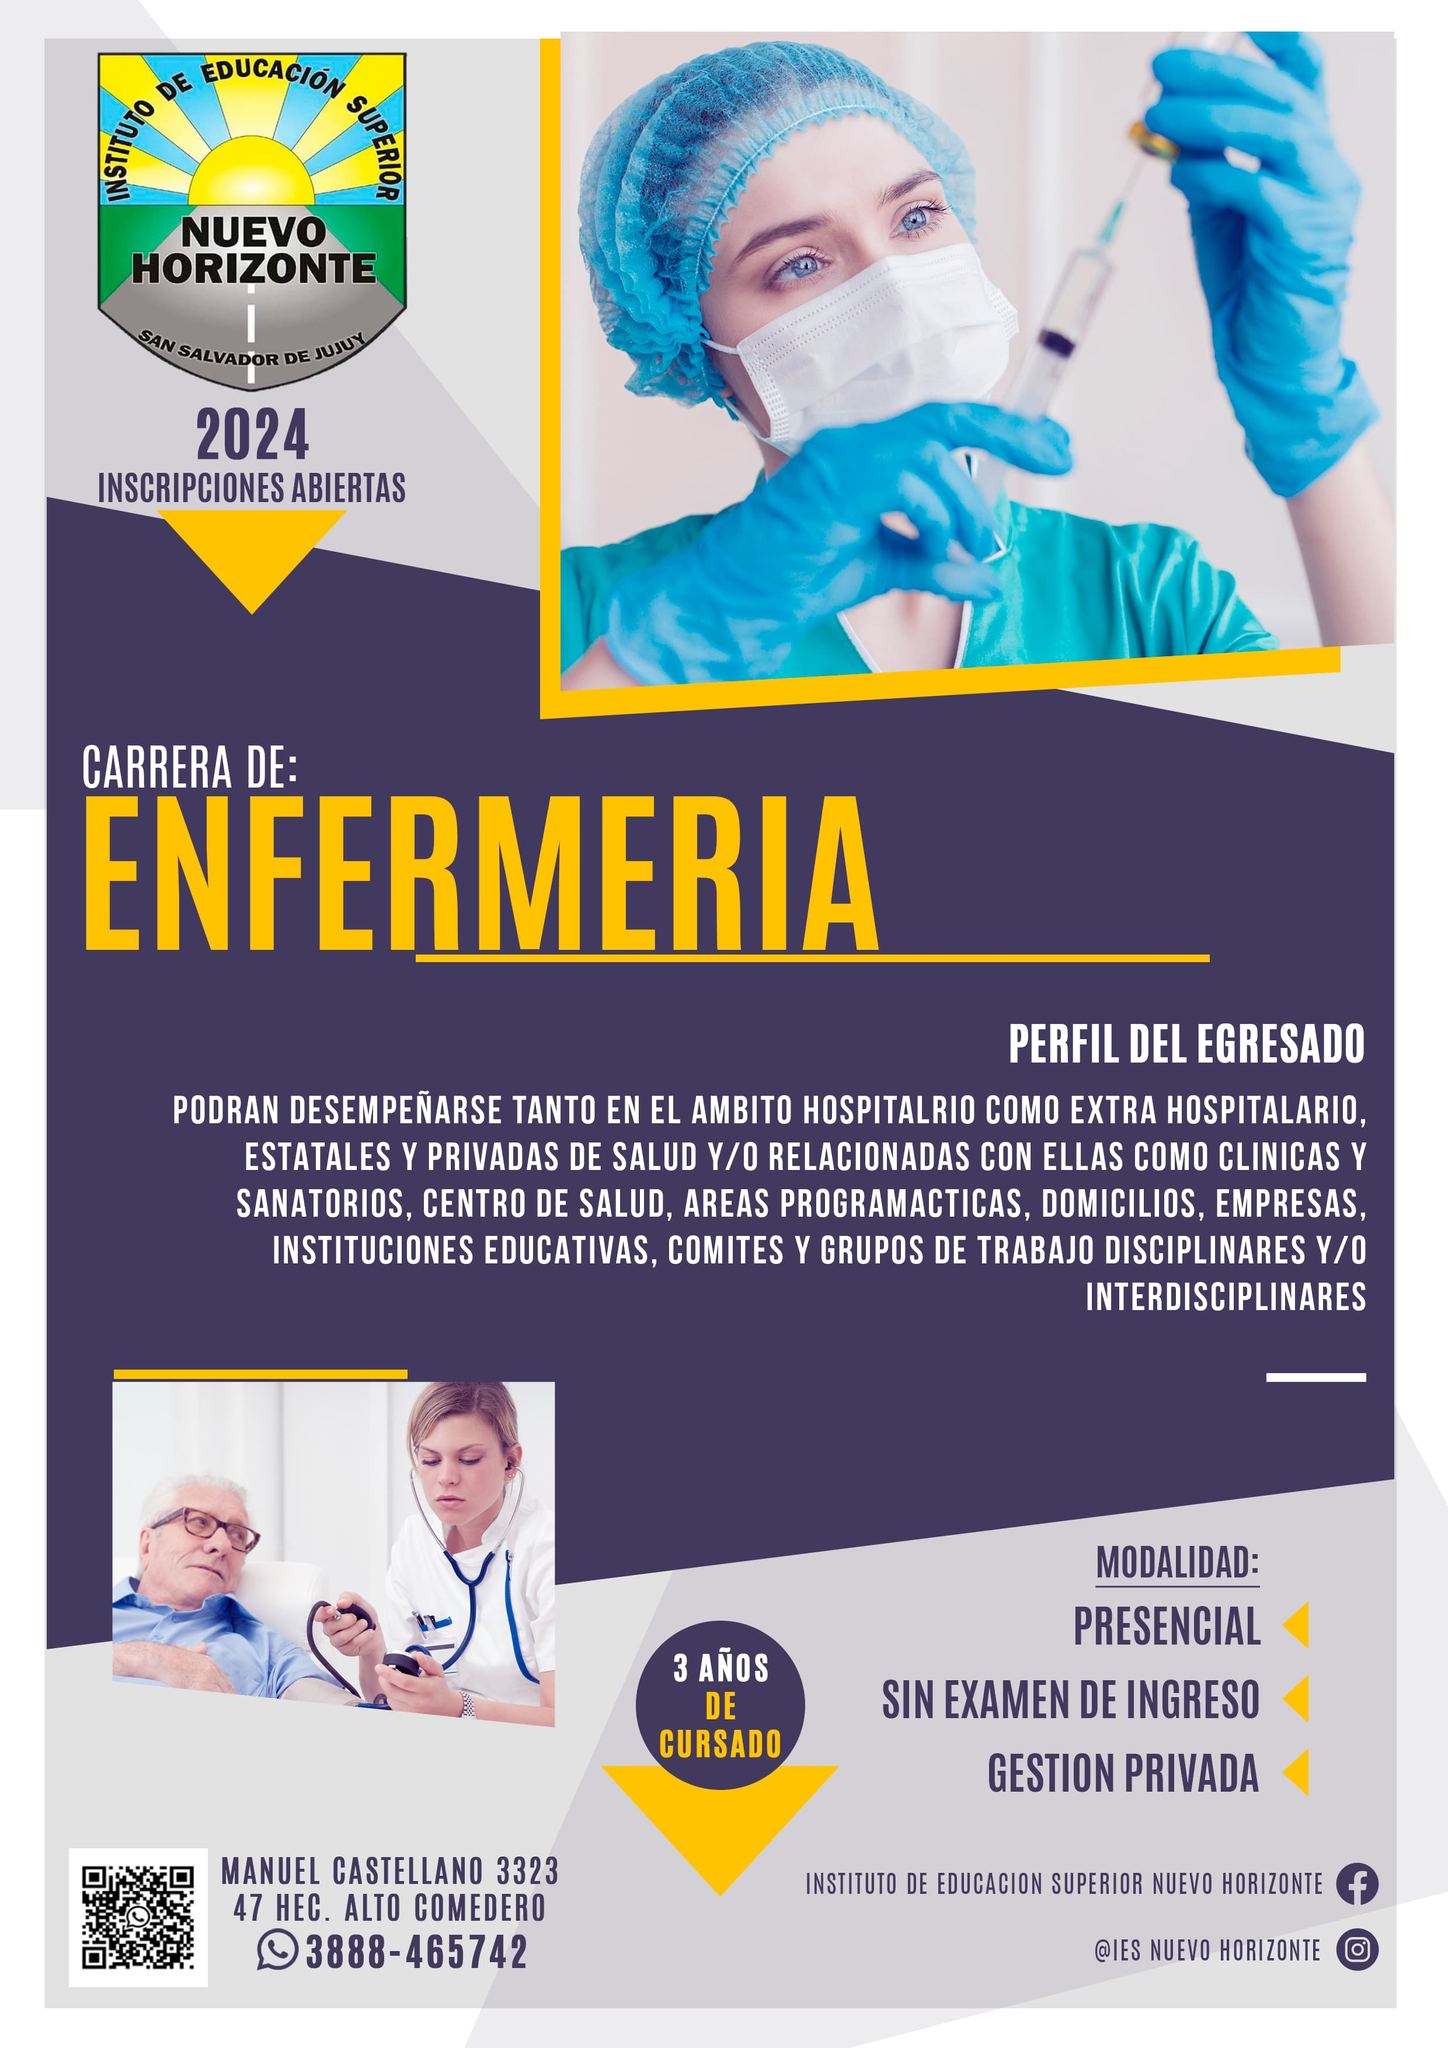 INSTITUTO DE EDUCACIÓN SUPERIOR
NUEVO
HORIZONTE
SAN SALVADOR DE JUJUY
2024
INSCRIPCIONES ABIERTAS
CARRERA DE:
ENFERMERIA
PERFIL DEL EGRESADO
PODRAN DESEMPEÑARSE TANTO EN EL AMBITO HOSPITALRIO COMO EXTRA HOSPITALARIO,
ESTATALES Y PRIVADAS DE SALUD Y/O RELACIONADAS CON ELLAS COMO CLINICAS Y
SANATORIOS, CENTRO DE SALUD, AREAS PROGRAMACTICAS, DOMICILIOS, EMPRESAS,
INSTITUCIONES EDUCATIVAS, COMITES Y GRUPOS DE TRABAJO DISCIPLINARES Y/O
INTERDISCIPLINARES
MODALIDAD:
PRESENCIAL
SIN EXAMEN DE INGRESO
GESTION PRIVADA
3 AÑOS
DE
CURSADO
MANUEL CASTELLANO 3323
47 HEC. ALTO COMEDERO
3888-465742
INSTITUTO DE EDUCACION SUPERIOR NUEVO HORIZONTE
@IES NUEVO HORIZONTE